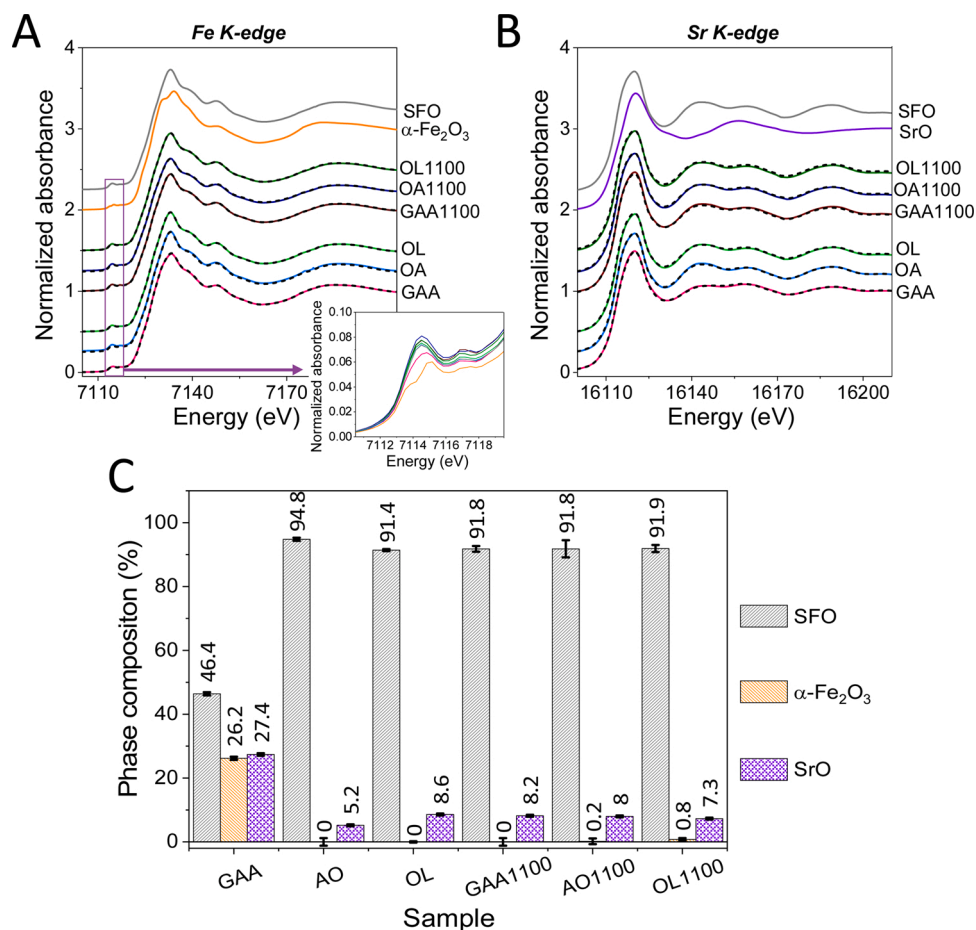 A
Fe K-edge
4
3
2
1
0
Normalized absorbance
SFO
α-Fe2O3
OL1100
OA1100
GAA1100
OL
OA
GAA
7110
7140
7170
Energy (eV)
0.10
0.08
0.06
0.04
0.02
0.00
Normalized absorbance
7112
7114
7116
7118
Energy (eV)
B
Sr K-edge
4
3
2
1
0
Normalized absorbance
SFO
SrO
OL1100
OA1100
GAA1100
OL
OA
GAA
16110
16140
16170
16200
Energy (eV)
C
100
80
60
40
20
0
Phase compositon (%)
46.4
26.2
27.4
94.8
0
5.2
91.4
0
8.6
91.8
0
8.2
91.8
0.2
8
91.9
0.8
7.3
GAA
AO
OL
GAA1100
AO1100
OL1100
Sample
SFO
α-Fe2O3
SrO